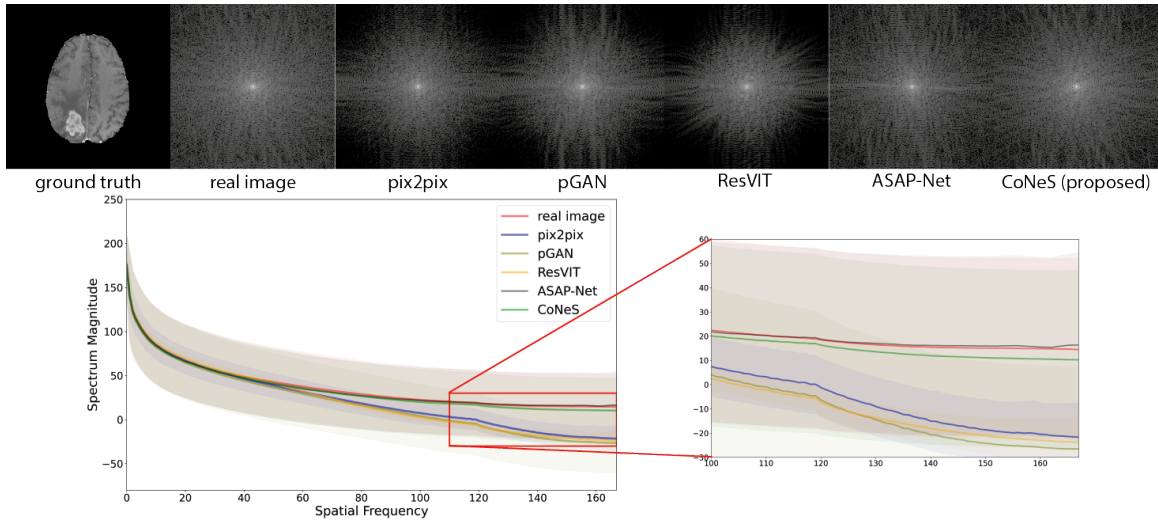 ground truth real image pix2pix pGAN ResVIT ASAP-Net CoNeS (proposed)
250
200
150
100
50
0
−50
Spectrum Magnitude
0 20 40 60 80 100 120 140 160
Spatial Frequency
real image
pix2pix
pGAN
ResVIT
ASAP-Net
CoNeS
60
50
40
30
20
10
0
−10
−20
−30
100 110 120 130 140 150 160